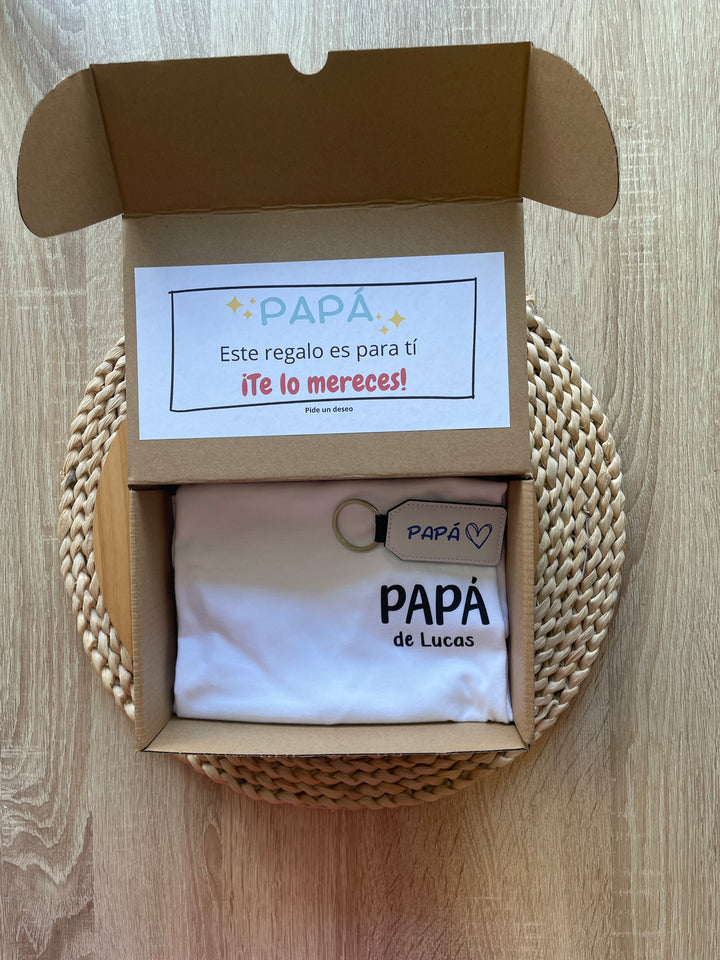 PAPÁ
Este regalo es para tí
¡Te lo mereces!
Pide un deseo
PAPÁ
PAPÁ
de Lucas